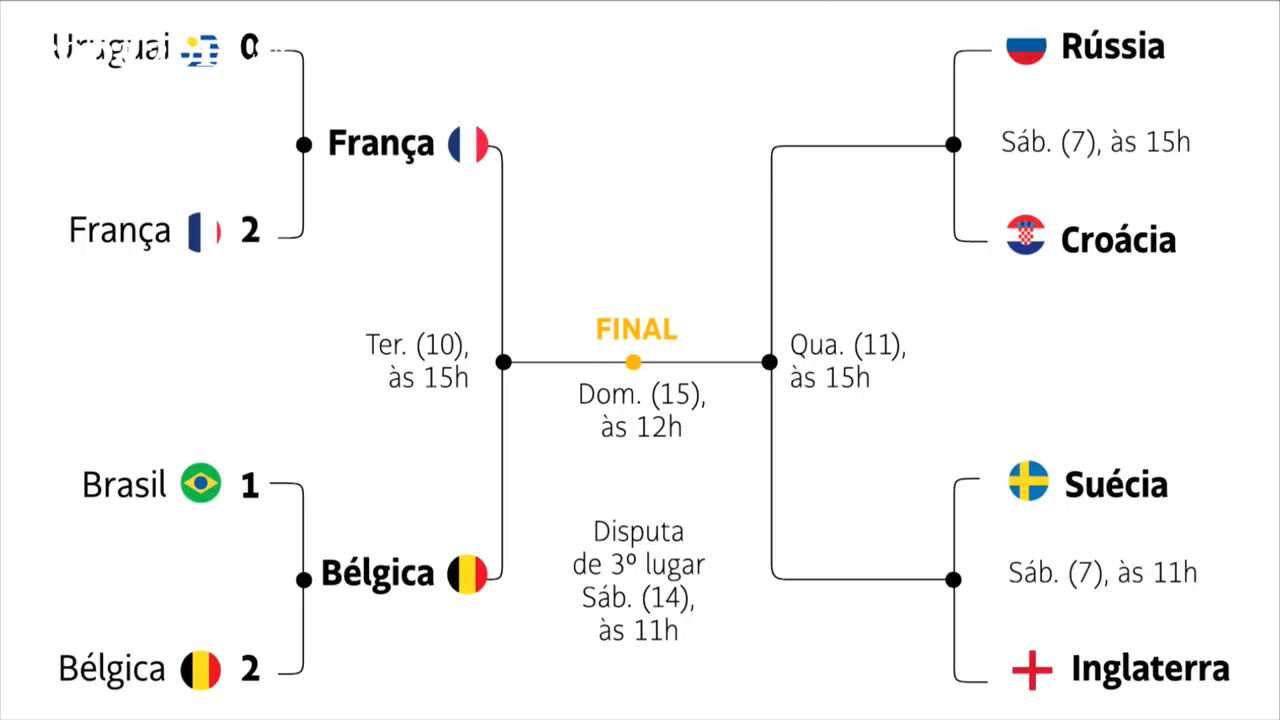 Uruguai 0
França
França 2
Ter. (10),
às 15h
Brasil 1
Bélgica
Bélgica 2
FINAL
Dom. (15),
às 12h
Disputa
de 3º lugar
Sáb. (14),
às 11h
Rússia
Sáb. (7), às 15h
Croácia
Qua. (11),
às 15h
Suécia
Sáb. (7), às 11h
Inglaterra